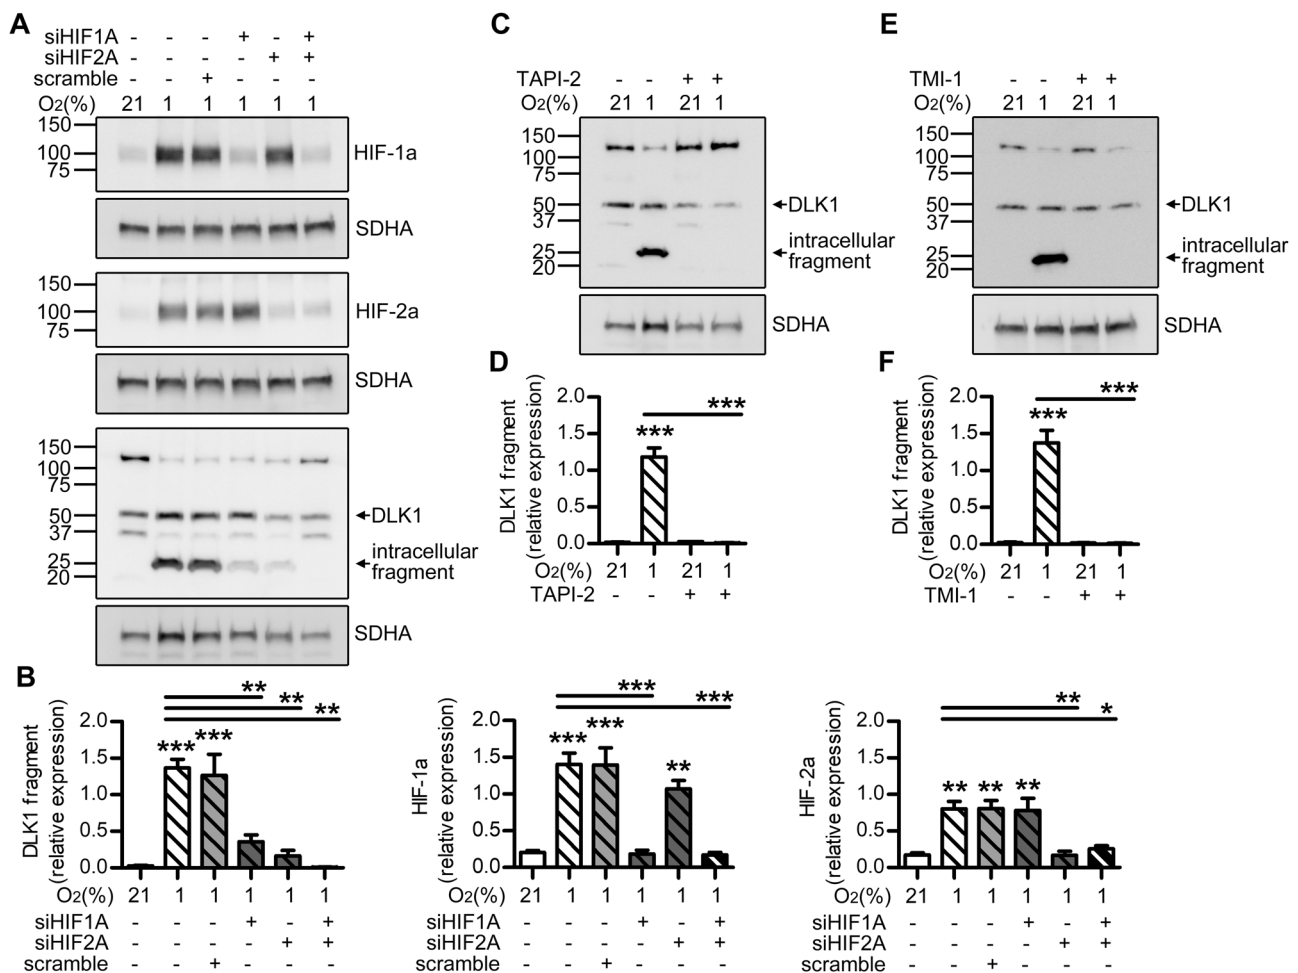 A
siHIF1A - - - + - +
siHIF2A - - - - + +
scramble - - + - - -
O2(%) 21 1 1 1 1 1
150
100
75
HIF-1a
SDHA
150
100
75
HIF-2a
SDHA
150
100
75
50
37
25
20
DLK1
intracellular
fragment
SDHA
C
TAPI-2 - - + +
O2(%) 21 1 21 1
150
100
75
50
37
25
20
DLK1
intracellular
fragment
SDHA
E
TMI-1 - - + +
O2(%) 21 1 21 1
150
100
75
50
37
25
20
DLK1
intracellular
fragment
SDHA
D
DLK1 fragment
(relative expression)
2.0
1.5
1.0
0.5
0.0
***
***
O2(%) 21 1 21 1
TAPI-2 - - + +
F
DLK1 fragment
(relative expression)
2.0
1.5
1.0
0.5
0.0
***
***
O2(%) 21 1 21 1
TMI-1 - - + +
B
DLK1 fragment
(relative expression)
2.0
1.5
1.0
0.5
0.0
**
**
**
***
***
O2(%) 21 1 1 1 1 1
siHIF1A - - - + - +
siHIF2A - - - - + +
scramble - - + - - -
HIF-1a
(relative expression)
2.0
1.5
1.0
0.5
0.0
***
***
***
***
**
O2(%) 21 1 1 1 1 1
siHIF1A - - - + - +
siHIF2A - - - - + +
scramble - - + - - -
HIF-2a
(relative expression)
2.0
1.5
1.0
0.5
0.0
**
*
**
**
**
O2(%) 21 1 1 1 1 1
siHIF1A - - - + - +
siHIF2A - - - - + +
scramble - - + - - -